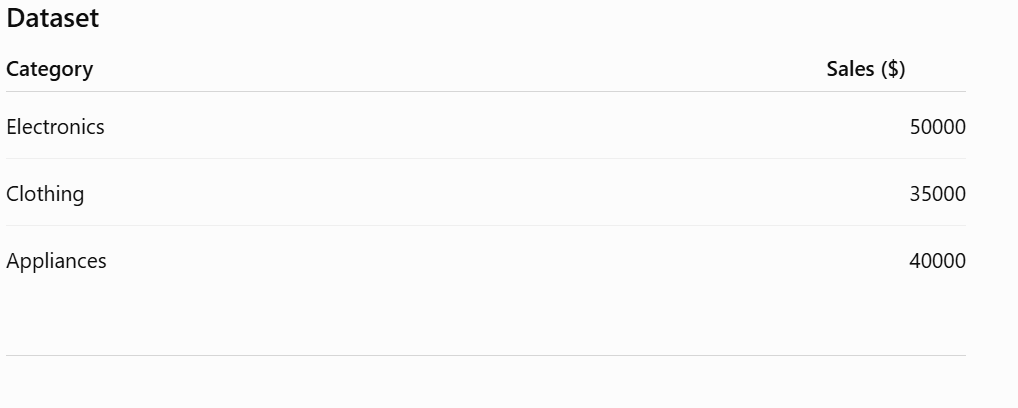 Dataset
Category Sales ($)
Electronics 50000
Clothing 35000
Appliances 40000